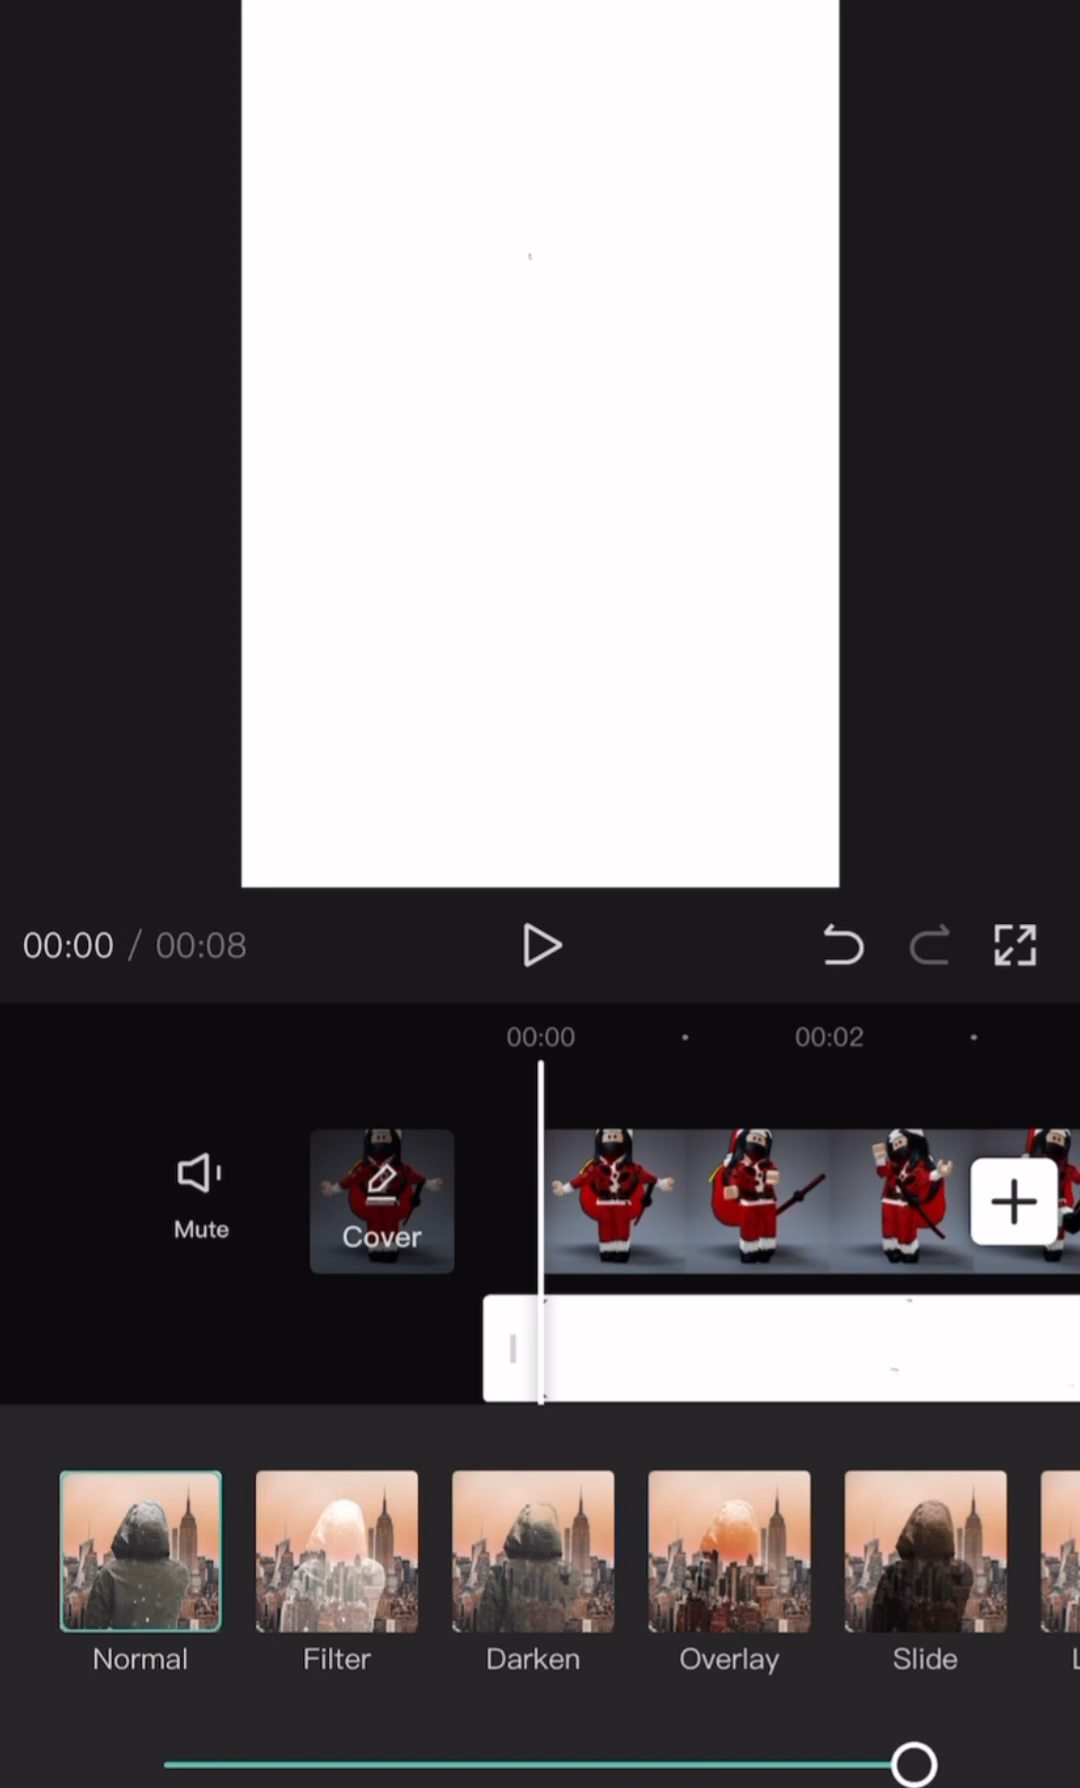 00:00 / 00:08
00:00
00:02
Mute
Cover
Normal
Filter
Darken
Overlay
Slide